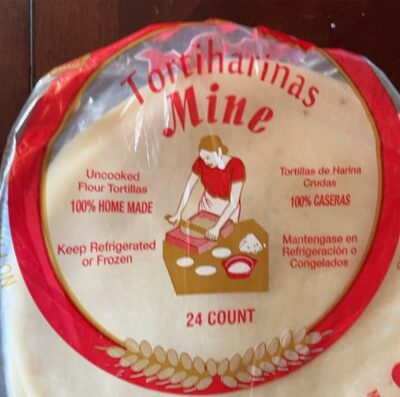 Tortiharinas
Mine
Uncooked
Flour Tortillas
100% HOME MADE
Keep Refrigerated
or Frozen
Tortillas de Harina
Crudas
100% CASERAS
Mantengase en
Refrigeración o
Congelados
24 COUNT